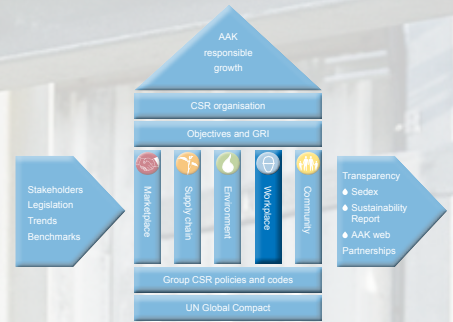 AAK
responsible
growth
CSR organisation
Objectives and GRI
Stakeholders
Legislation
Trends
Benchmarks
Marketplace
Supply chain
Environment
Workplace
Community
Transparency
Sedex
Sustainability
Report
AAK web
Partnerships
Group CSR policies and codes
UN Global Compact